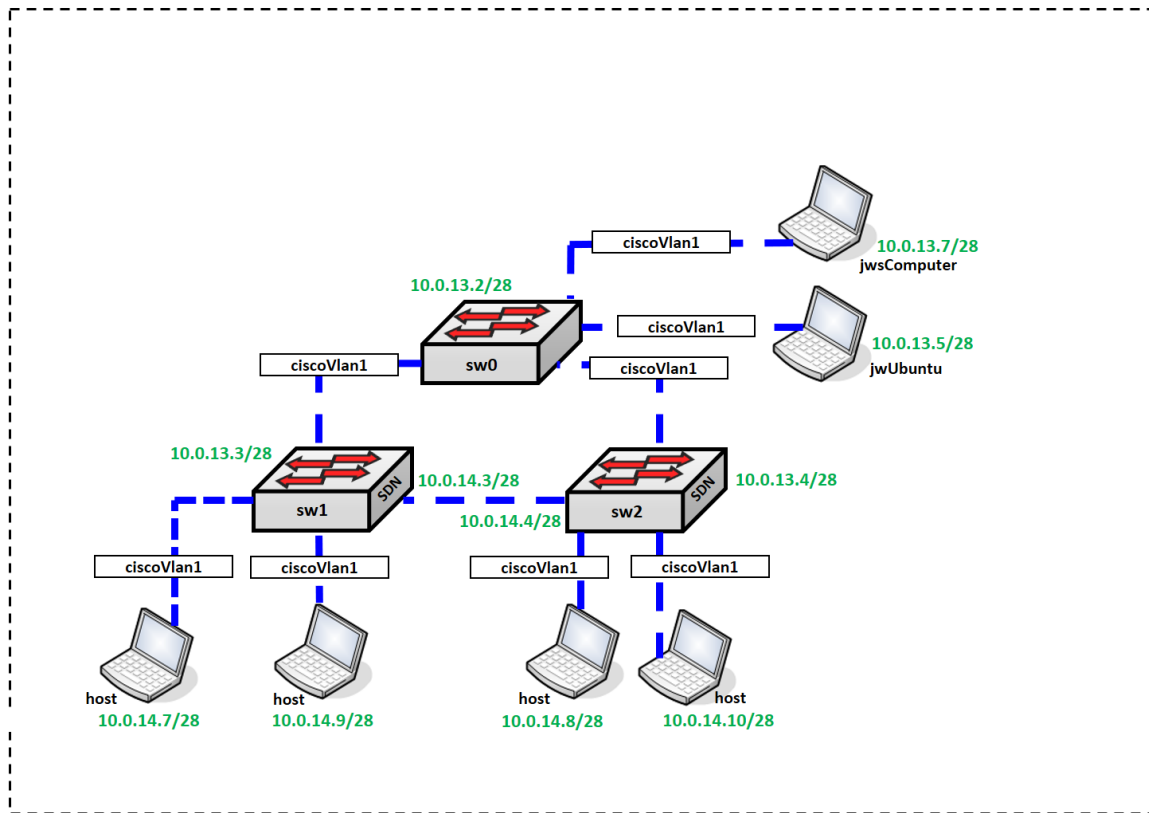 ciscoVlan1
10.0.13.7/28
jwsComputer
10.0.13.2/28
ciscoVlan1
10.0.13.5/28
jwUbuntu
ciscoVlan1
sw0
ciscoVlan1
10.0.13.3/28
SDN
sw1
10.0.14.3/28
10.0.14.4/28
SDN
sw2
10.0.13.4/28
ciscoVlan1
ciscoVlan1
ciscoVlan1
ciscoVlan1
host
10.0.14.7/28
host
10.0.14.9/28
host
10.0.14.8/28
host
10.0.14.10/28